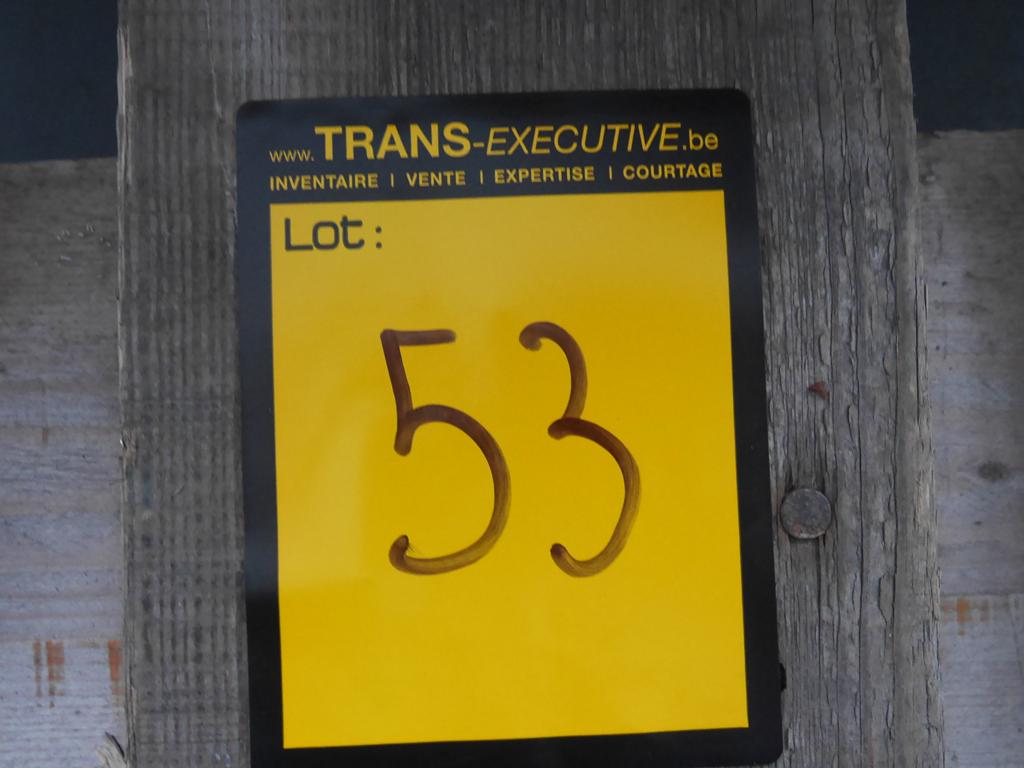 www.TRANS-EXECUTIVE.be
INVENTAIRE | VENTE | EXPERTISE | COURTAGE
Lot:
53